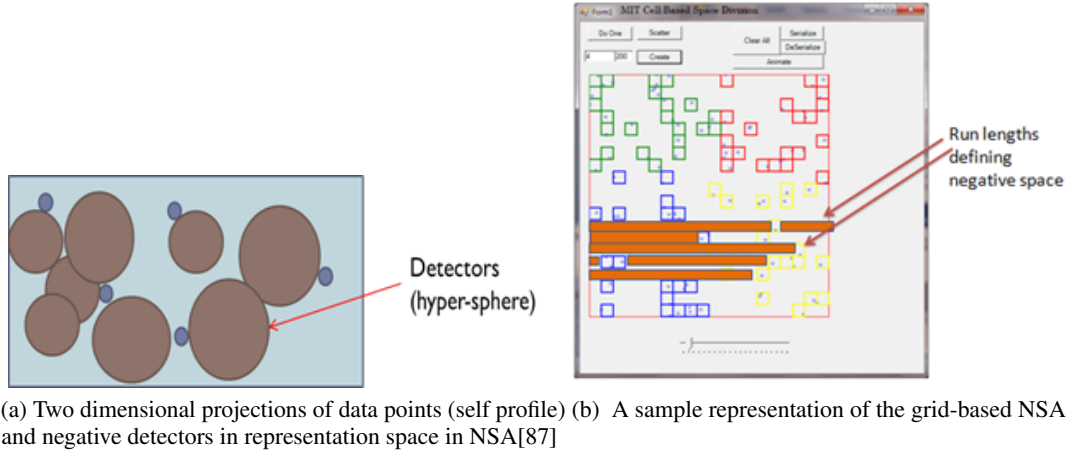 Form1 MIT Cell Based Space Division
Do One
Scatter
Clear All
Serialize
DeSerialize
4
200
Create
Animate
Run lengths
defining
negative space
Detectors
(hyper-sphere)
(a) Two dimensional projections of data points (self profile)
and negative detectors in representation space in NSA[87]
(b) A sample representation of the grid-based NSA